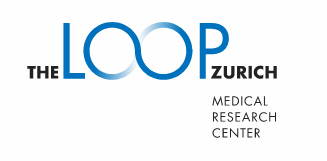 THE LOOP ZURICH
MEDICAL
RESEARCH
CENTER